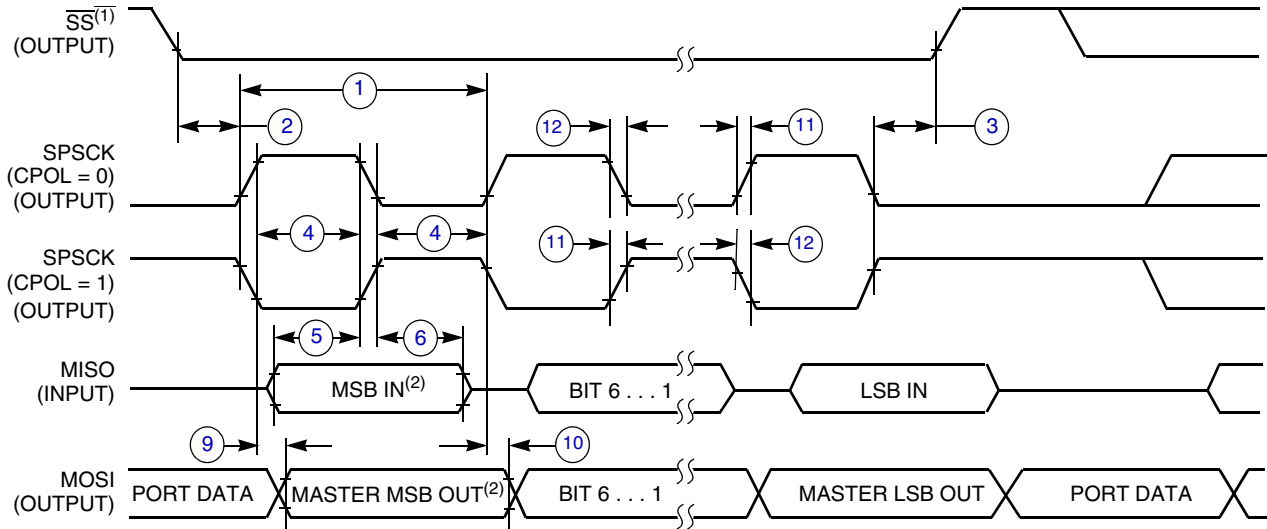 SS(1)
(OUTPUT)
1
2
12
11
3
SPSCK
(CPOL = 0)
(OUTPUT)
4
4
11
12
SPSCK
(CPOL = 1)
(OUTPUT)
5
6
MISO
(INPUT)
MSB IN(2)
BIT 6 . . . 1
LSB IN
9
10
MOSI
(OUTPUT)
PORT DATA
MASTER MSB OUT(2)
BIT 6 . . . 1
MASTER LSB OUT
PORT DATA